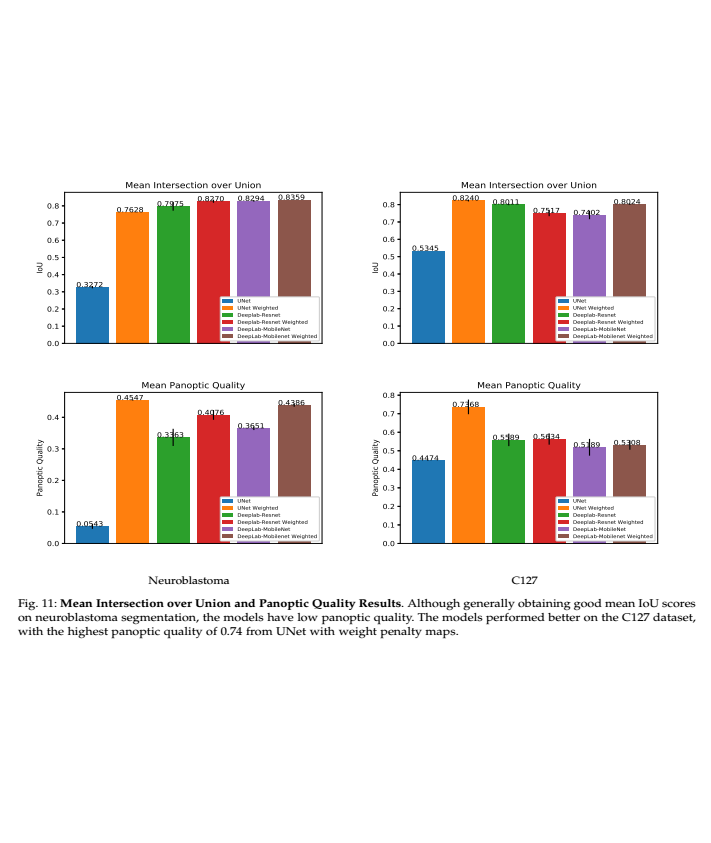 Mean Intersection over Union
IoU
0.8
0.7
0.6
0.5
0.4
0.3
0.2
0.1
0.0
0.3272
0.7628
0.7975
0.8270
0.8294
0.8359
UNet
UNet Weighted
Deeplab-Resnet
Deeplab-Resnet Weighted
DeepLab-MobileNet
DeepLab-Mobilenet Weighted
Mean Intersection over Union
IoU
0.8
0.7
0.6
0.5
0.4
0.3
0.2
0.1
0.0
0.5345
0.8240
0.8011
0.7517
0.7402
0.8024
UNet
UNet Weighted
Deeplab-Resnet
Deeplab-Resnet Weighted
DeepLab-MobileNet
DeepLab-Mobilenet Weighted
Mean Panoptic Quality
Panoptic Quality
0.4
0.3
0.2
0.1
0.0
0.0543
0.4547
0.3363
0.4076
0.3651
0.4386
UNet
UNet Weighted
Deeplab-Resnet
Deeplab-Resnet Weighted
DeepLab-MobileNet
DeepLab-Mobilenet Weighted
Mean Panoptic Quality
Panoptic Quality
0.8
0.7
0.6
0.5
0.4
0.3
0.2
0.1
0.0
0.4474
0.7368
0.5589
0.5634
0.5189
0.5308
UNet
UNet Weighted
Deeplab-Resnet
Deeplab-Resnet Weighted
DeepLab-MobileNet
DeepLab-Mobilenet Weighted
Neuroblastoma
C127
Fig. 11: Mean Intersection over Union and Panoptic Quality Results. Although generally obtaining good mean IoU scores
on neuroblastoma segmentation, the models have low panoptic quality. The models performed better on the C127 dataset,
with the highest panoptic quality of 0.74 from UNet with weight penalty maps.